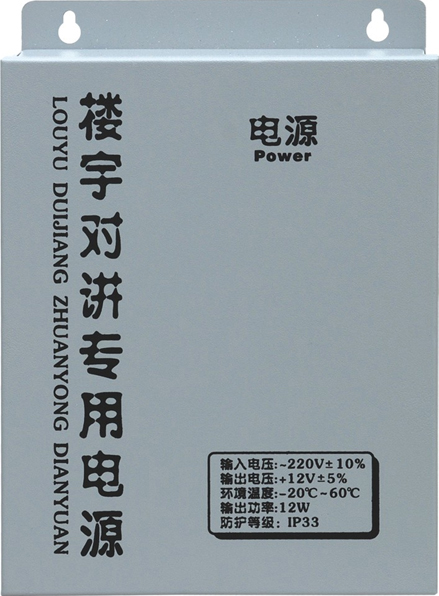 楼宇对讲专用电源
LOUYU DUIJIANG ZHUANYONG DIANYUAN
电源
Power
输入电压:~220V±10%
输出电压:+12V±5%
环境温度:-20℃~60℃
输出功率:12W
防护等级: IP33